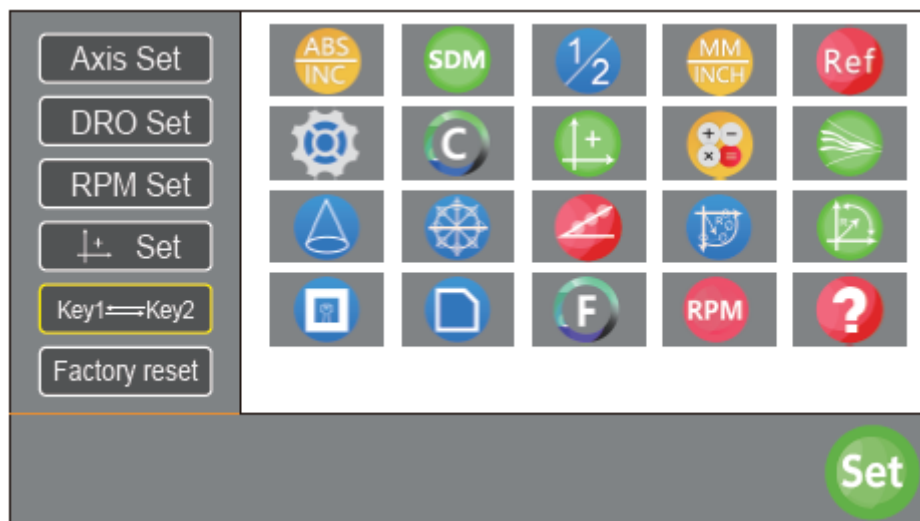 Axis Set
DRO Set
RPM Set
+ Set
Key1⟷Key2
Factory reset
ABS
INC
SDM
1/2
MM
INCH
Ref
C
+
+ −
× =
R
F
RPM
?
Set